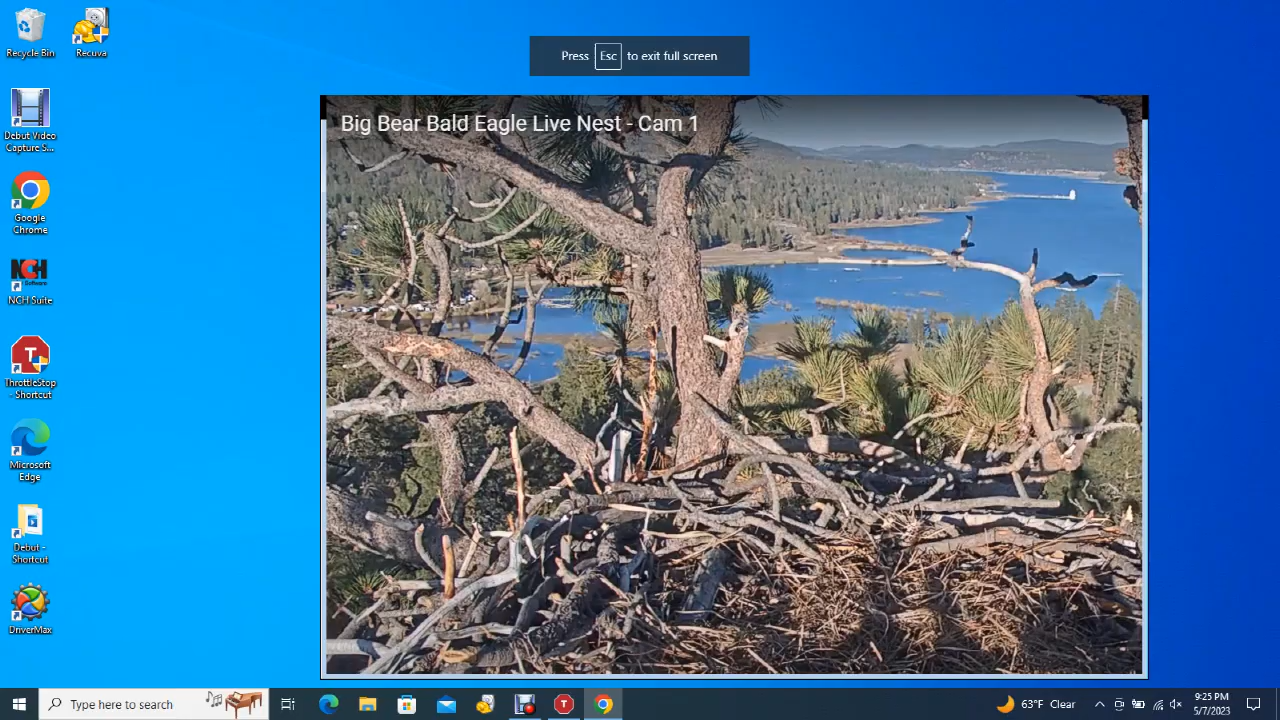 Recycle Bin
Recuva
Press Esc to exit full screen
Big Bear Bald Eagle Live Nest - Cam 1
Debut Video
Capture S...
Google
Chrome
NCH
Software
NCH Suite
T
ThrottleStop
- Shortcut
Microsoft
Edge
Debut -
Shortcut
DriverMax
Type here to search
T
63°F Clear
9:25 PM
5/7/2023